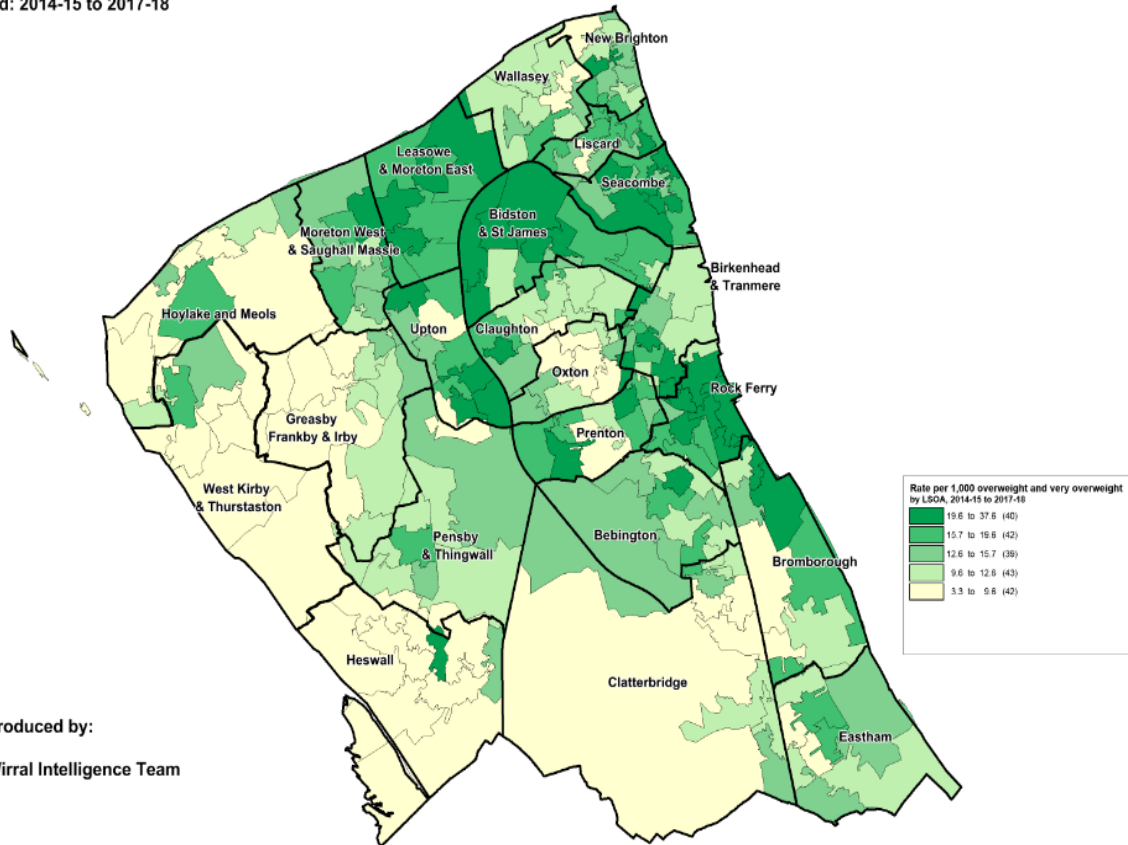 d: 2014-15 to 2017-18
New Brighton
Wallasey
Liscard
Leasowe
& Moreton East
Seacombe
Bidston
& St James
Moreton West
& Saughall Massie
Birkenhead
& Tranmere
Hoylake and Meols
Upton
Claughton
Oxton
Rock Ferry
Greasby
Frankby & Irby
Prenton
West Kirby
& Thurstaston
Rate per 1,000 overweight and very overweight
by LSOA, 2014-15 to 2017-18
19.6 to 37.6 (40)
15.7 to 19.6 (42)
12.6 to 15.7 (39)
9.6 to 12.6 (43)
3.3 to 9.6 (42)
Pensby
& Thingwall
Bebington
Bromborough
Heswall
Clatterbridge
Eastham
roduced by:
irral Intelligence Team